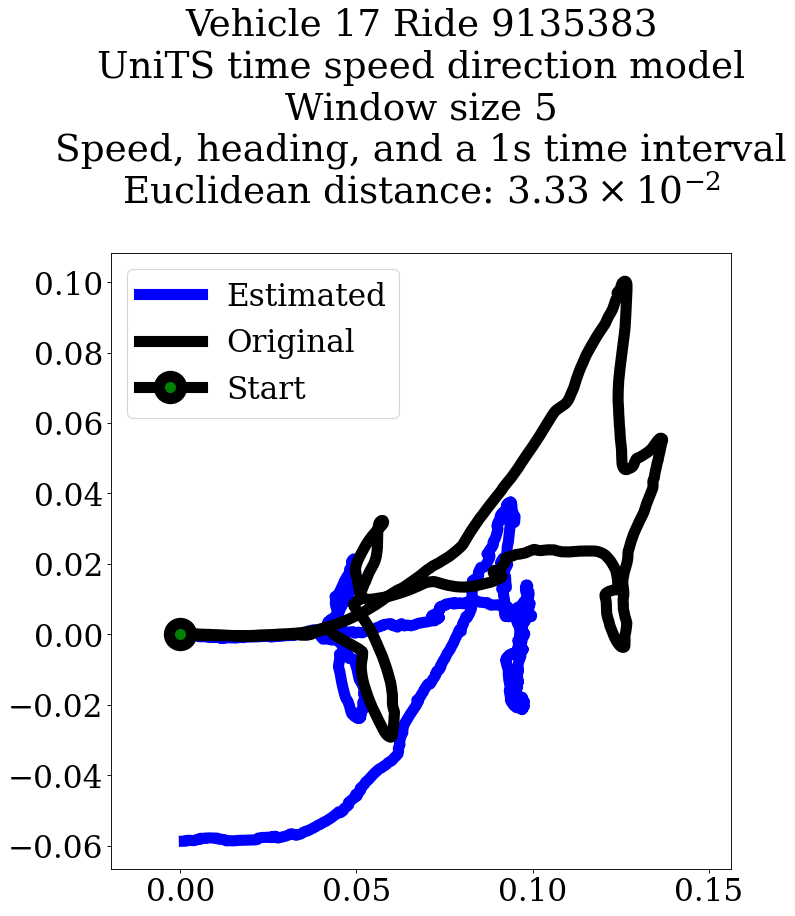 Vehicle 17 Ride 9135383
UniTS time speed direction model
Window size 5
Speed, heading, and a 1s time interval
Euclidean distance: 3.33 × 10⁻²
Estimated
Original
Start
0.10
0.08
0.06
0.04
0.02
0.00
−0.02
−0.04
−0.06
0.00 0.05 0.10 0.15